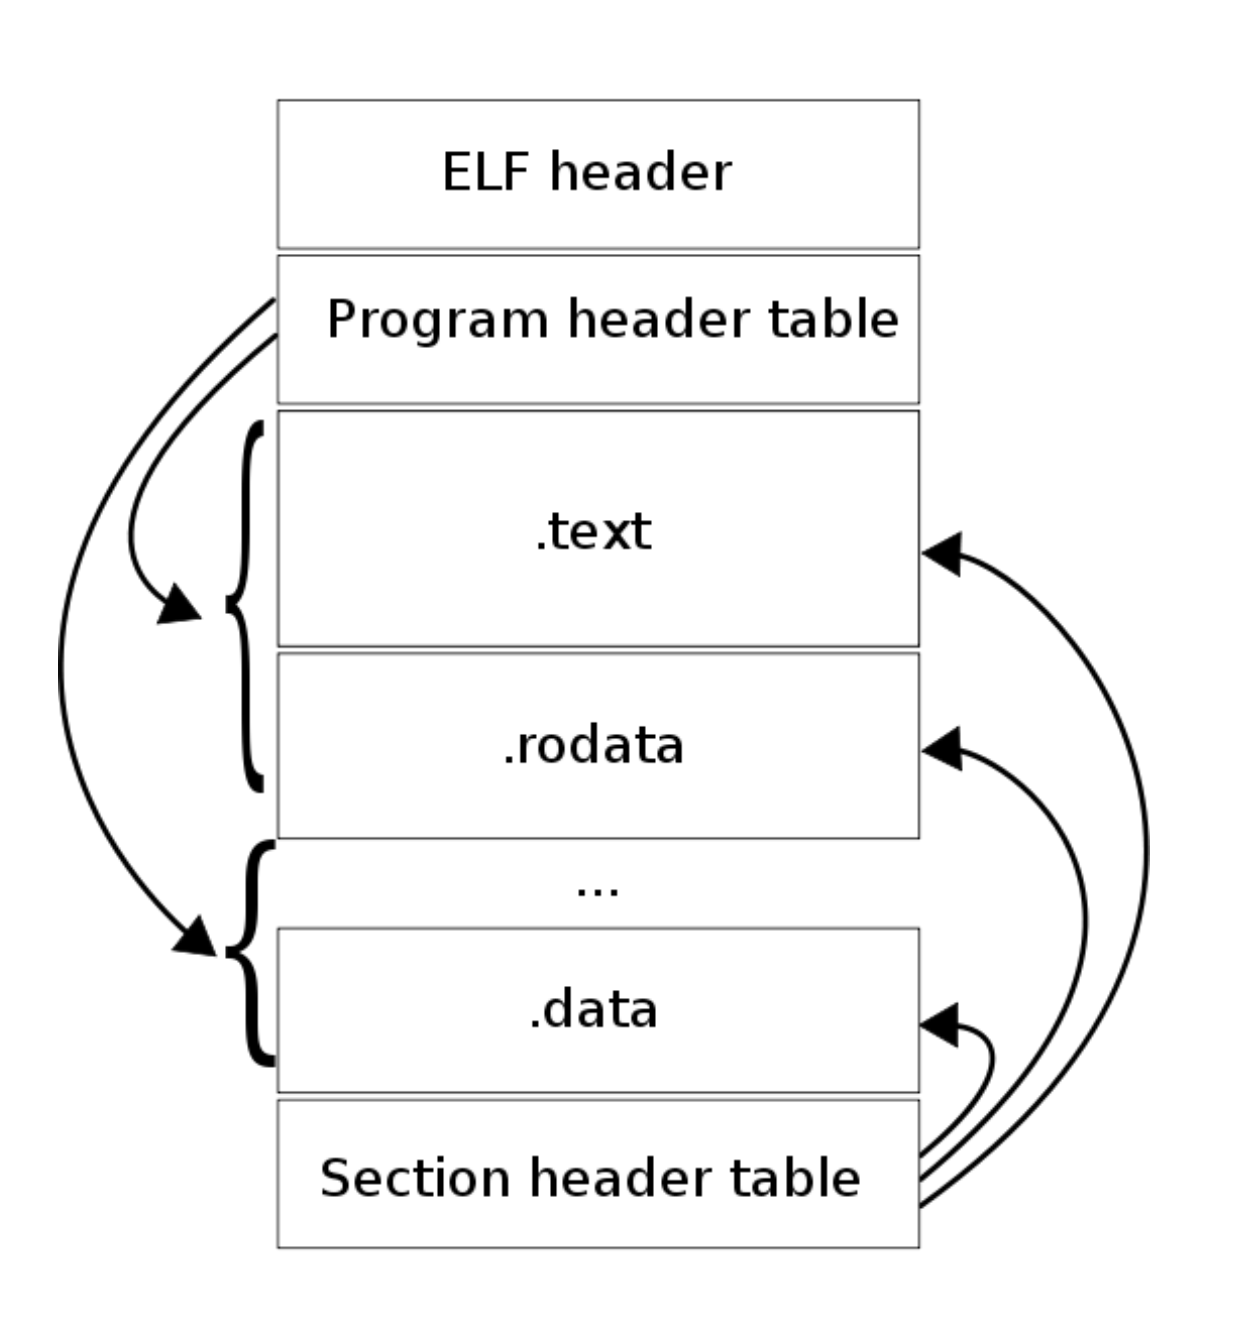 ELF header
Program header table
.text
.rodata
...
.data
Section header table